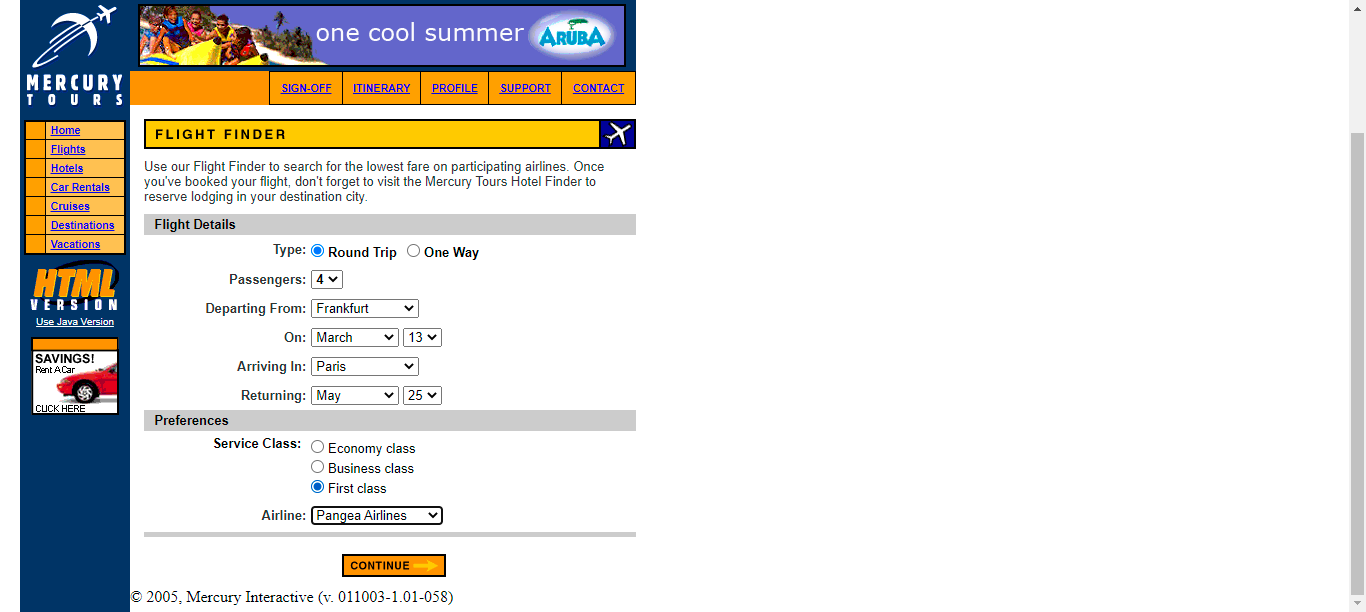 one cool summer ARUBA
MERCURY
TOURS
SIGN-OFF ITINERARY PROFILE SUPPORT CONTACT
Home
Flights
Hotels
Car Rentals
Cruises
Destinations
Vacations
HTML
VERSION
Use Java Version
SAVINGS!
Rent A Car
CLICK HERE
FLIGHT FINDER
Use our Flight Finder to search for the lowest fare on participating airlines. Once
you've booked your flight, don't forget to visit the Mercury Tours Hotel Finder to
reserve lodging in your destination city.
Flight Details
Type: Round Trip One Way
Passengers: 4
Departing From: Frankfurt
On: March 13
Arriving In: Paris
Returning: May 25
Preferences
Service Class: Economy class
Business class
First class
Airline: Pangea Airlines
CONTINUE
© 2005, Mercury Interactive (v. 011003-1.01-058)